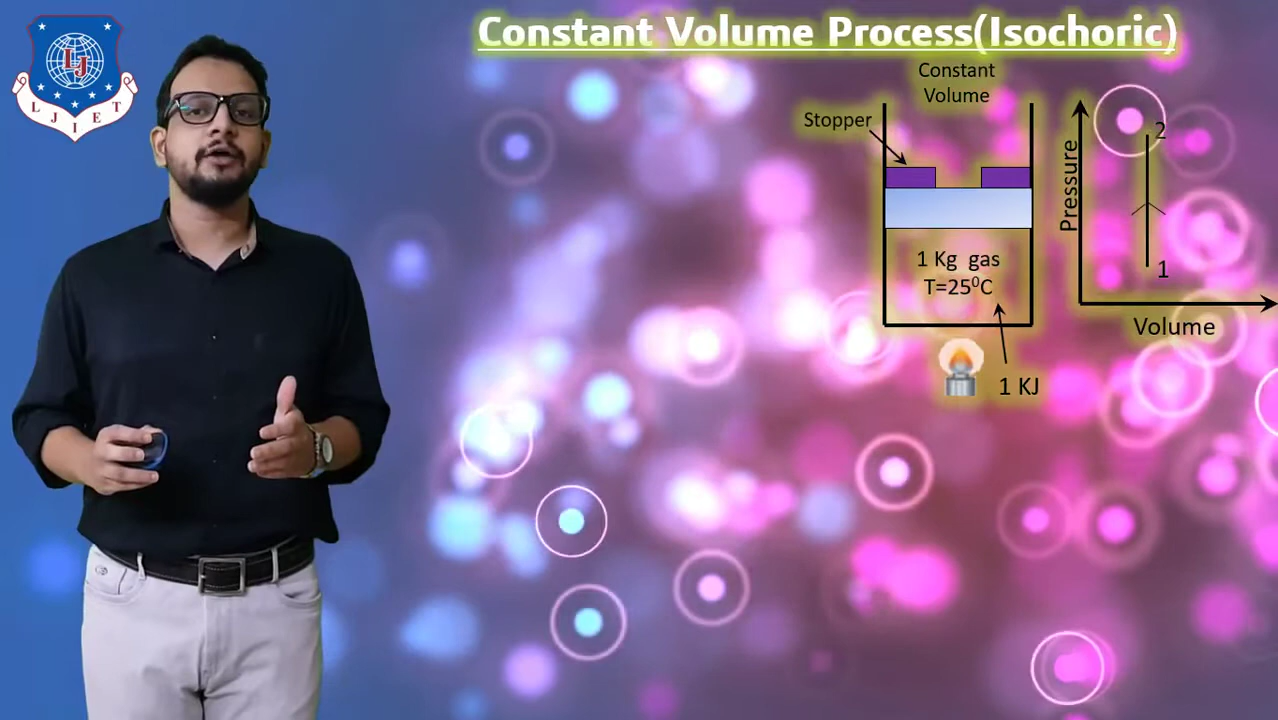 L J I E T
LJ
Constant Volume Process(Isochoric)
Constant
Volume
Stopper
1 Kg gas
T=25⁰C
1 KJ
Pressure
2
1
Volume